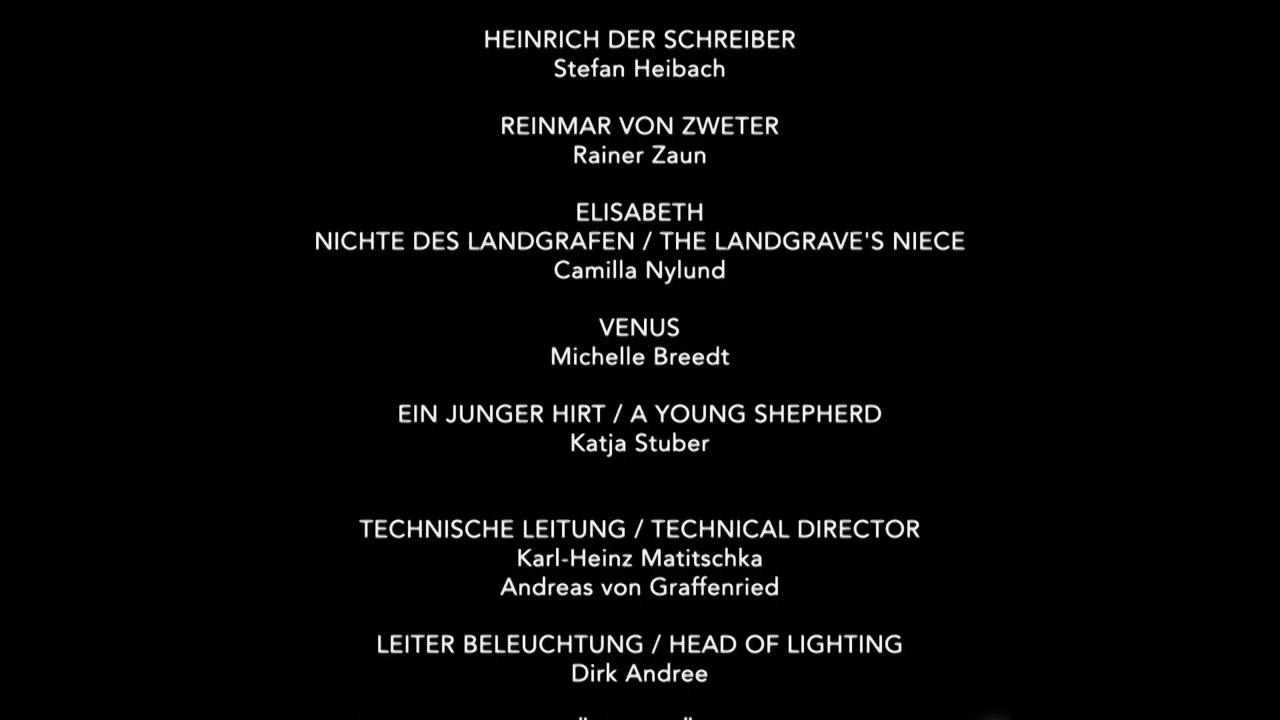 HEINRICH DER SCHREIBER
Stefan Heibach
REINMAR VON ZWETER
Rainer Zaun
ELISABETH
NICHTE DES LANDGRAFEN / THE LANDGRAVE'S NIECE
Camilla Nylund
VENUS
Michelle Breedt
EIN JUNGER HIRT / A YOUNG SHEPHERD
Katja Stuber
TECHNISCHE LEITUNG / TECHNICAL DIRECTOR
Karl-Heinz Matitschka
Andreas von Graffenried
LEITER BELEUCHTUNG / HEAD OF LIGHTING
Dirk Andree